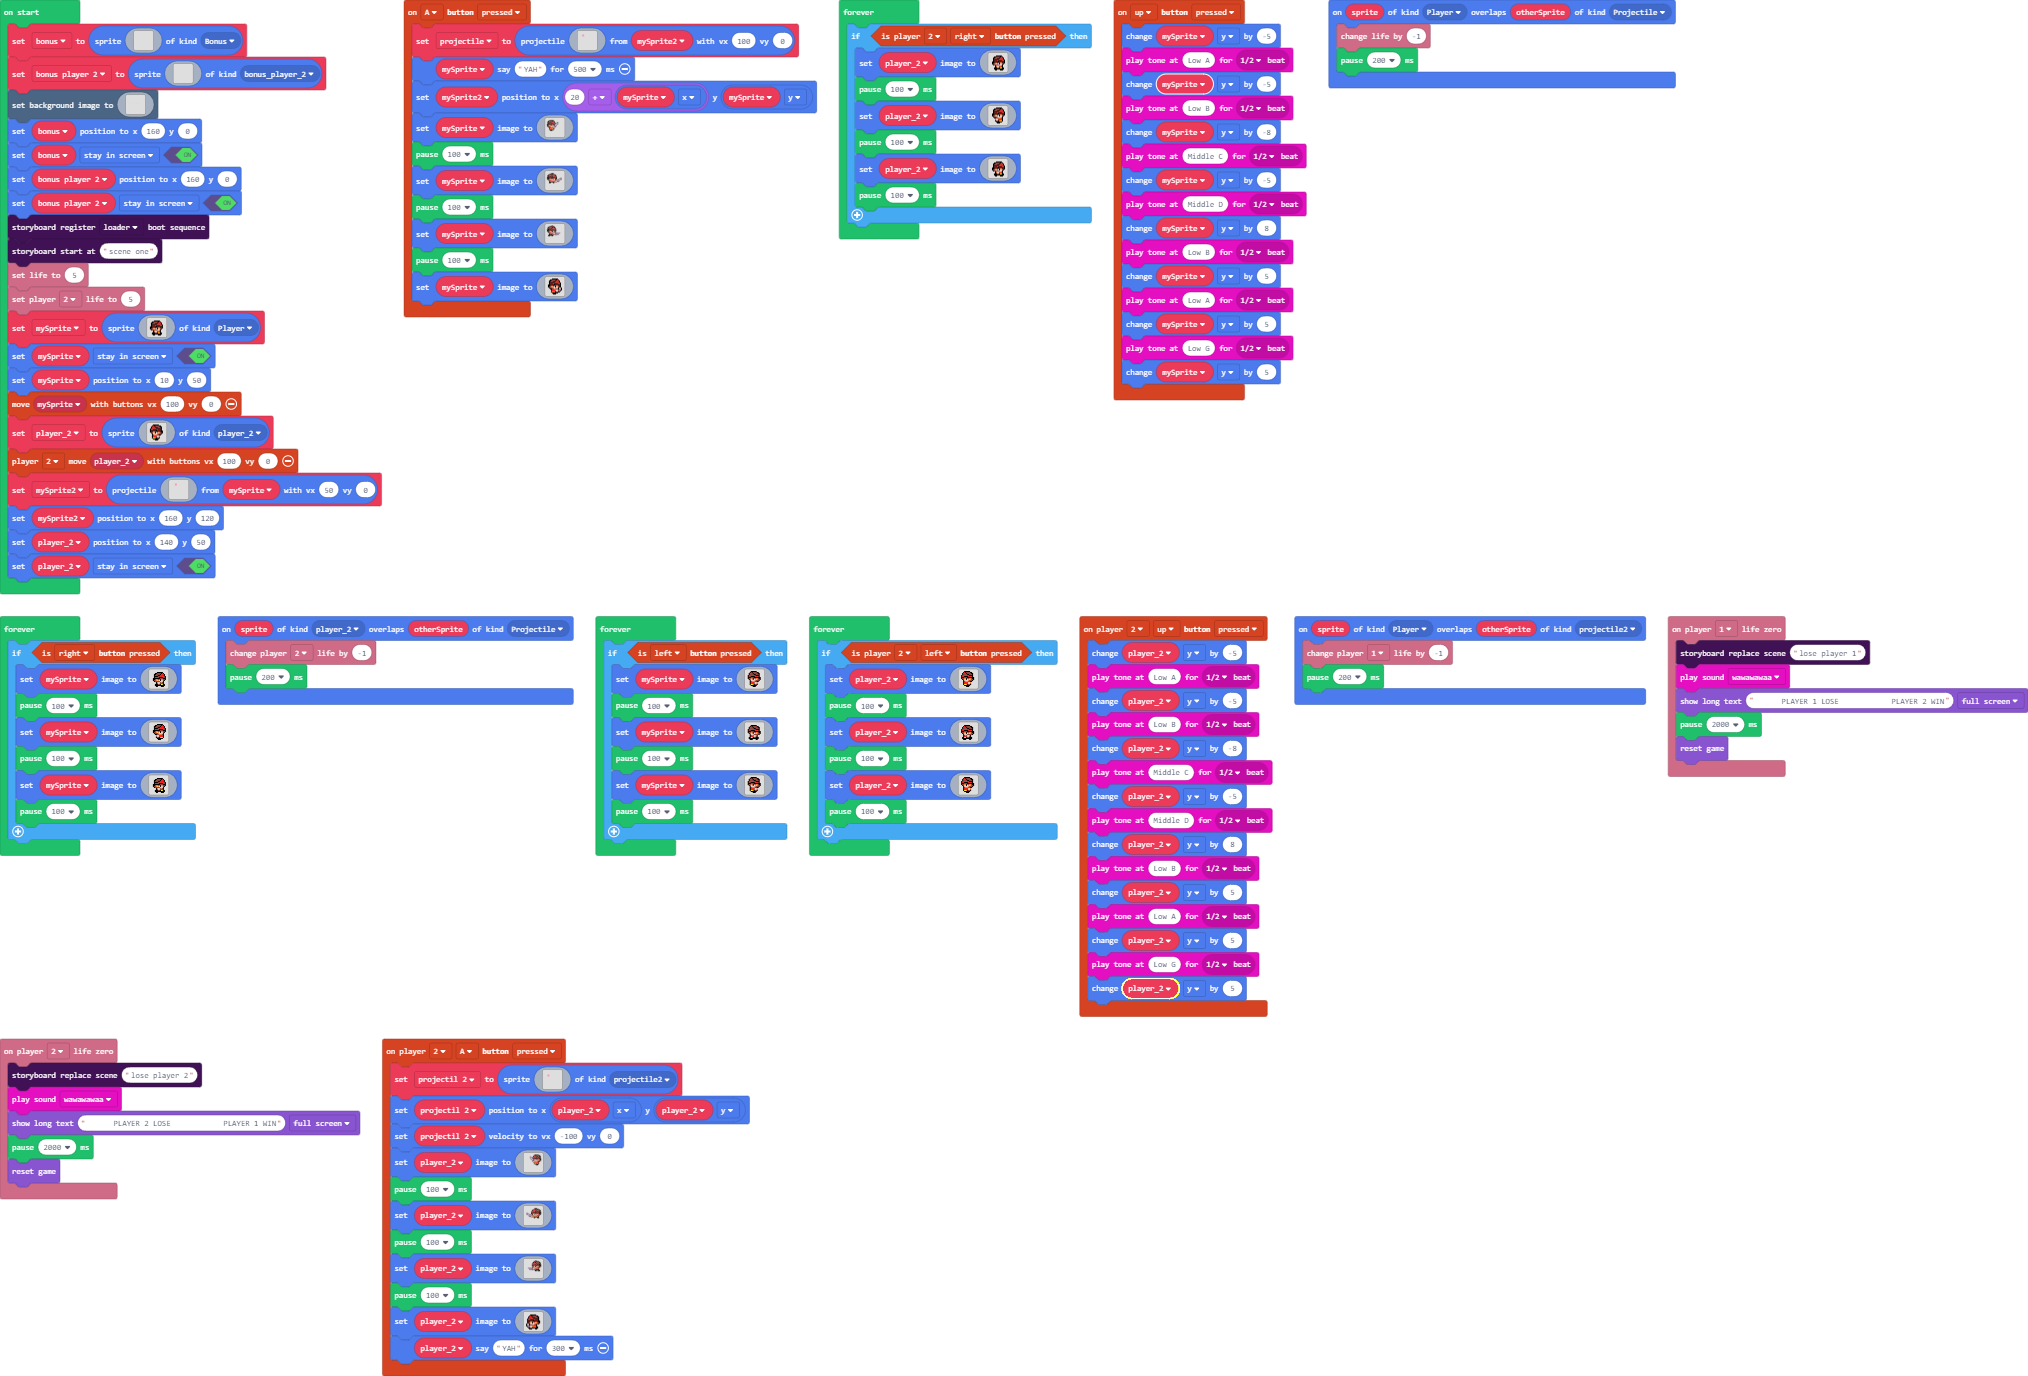 on start
set bonus to sprite of kind Bonus
set bonus player 2 to sprite of kind bonus_player_2
set background image to
set bonus position to x 160 y 0
set bonus stay in screen ON
set bonus player 2 position to x 160 y 0
set bonus player 2 stay in screen ON
storyboard register loader boot sequence
storyboard start at "scene one"
set life to 5
set player 2 life to 5
set mySprite to sprite of kind Player
set mySprite stay in screen ON
set mySprite position to x 10 y 50
move mySprite with buttons vx 100 vy 0
set player_2 to sprite of kind player_2
player 2 move player_2 with buttons vx 100 vy 0
set mySprite2 to projectile from mySprite with vx 50 vy 0
set mySprite2 position to x 160 y 120
set player_2 position to x 140 y 50
set player_2 stay in screen ON
on A button pressed
set projectile to projectile from mySprite2 with vx 100 vy 0
mySprite say "YAH" for 500 ms
set mySprite2 position to x 20 + mySprite x y mySprite y
set mySprite image to
pause 100 ms
set mySprite image to
pause 100 ms
set mySprite image to
pause 100 ms
set mySprite image to
forever
if is player 2 right button pressed then
set player_2 image to
pause 100 ms
set player_2 image to
pause 100 ms
set player_2 image to
pause 100 ms
on up button pressed
change mySprite y by -5
play tone at Low A for 1/2 beat
change mySprite y by -5
play tone at Low B for 1/2 beat
change mySprite y by -8
play tone at Middle C for 1/2 beat
change mySprite y by -5
play tone at Middle D for 1/2 beat
change mySprite y by 8
play tone at Low B for 1/2 beat
change mySprite y by 5
play tone at Low A for 1/2 beat
change mySprite y by 5
play tone at Low G for 1/2 beat
change mySprite y by 5
on sprite of kind Player overlaps otherSprite of kind Projectile
change life by -1
pause 200 ms
forever
if is right button pressed then
set mySprite image to
pause 100 ms
set mySprite image to
pause 100 ms
set mySprite image to
pause 100 ms
on sprite of kind player_2 overlaps otherSprite of kind Projectile
change player 2 life by -1
pause 200 ms
forever
if is left button pressed then
set mySprite image to
pause 100 ms
set mySprite image to
pause 100 ms
set mySprite image to
pause 100 ms
forever
if is player 2 left button pressed then
set player_2 image to
pause 100 ms
set player_2 image to
pause 100 ms
set player_2 image to
pause 100 ms
on player 2 up button pressed
change player_2 y by -5
play tone at Low A for 1/2 beat
change player_2 y by -5
play tone at Low B for 1/2 beat
change player_2 y by -8
play tone at Middle C for 1/2 beat
change player_2 y by -5
play tone at Middle D for 1/2 beat
change player_2 y by 8
play tone at Low B for 1/2 beat
change player_2 y by 5
play tone at Low A for 1/2 beat
change player_2 y by 5
play tone at Low G for 1/2 beat
change player_2 y by 5
on sprite of kind Player overlaps otherSprite of kind projectile2
change player 1 life by -1
pause 200 ms
on player 1 life zero
storyboard replace scene "lose player 1"
play sound wawawawaa
show long text " PLAYER 1 LOSE PLAYER 2 WIN" full screen
pause 2000 ms
reset game
on player 2 life zero
storyboard replace scene "lose player 2"
play sound wawawawaa
show long text " PLAYER 2 LOSE PLAYER 1 WIN" full screen
pause 2000 ms
reset game
on player 2 A button pressed
set projectil 2 to sprite of kind projectile2
set projectil 2 position to x player_2 x y player_2 y
set projectil 2 velocity to vx -100 vy 0
set player_2 image to
pause 100 ms
set player_2 image to
pause 100 ms
set player_2 image to
pause 100 ms
set player_2 image to
player_2 say "YAH" for 300 ms